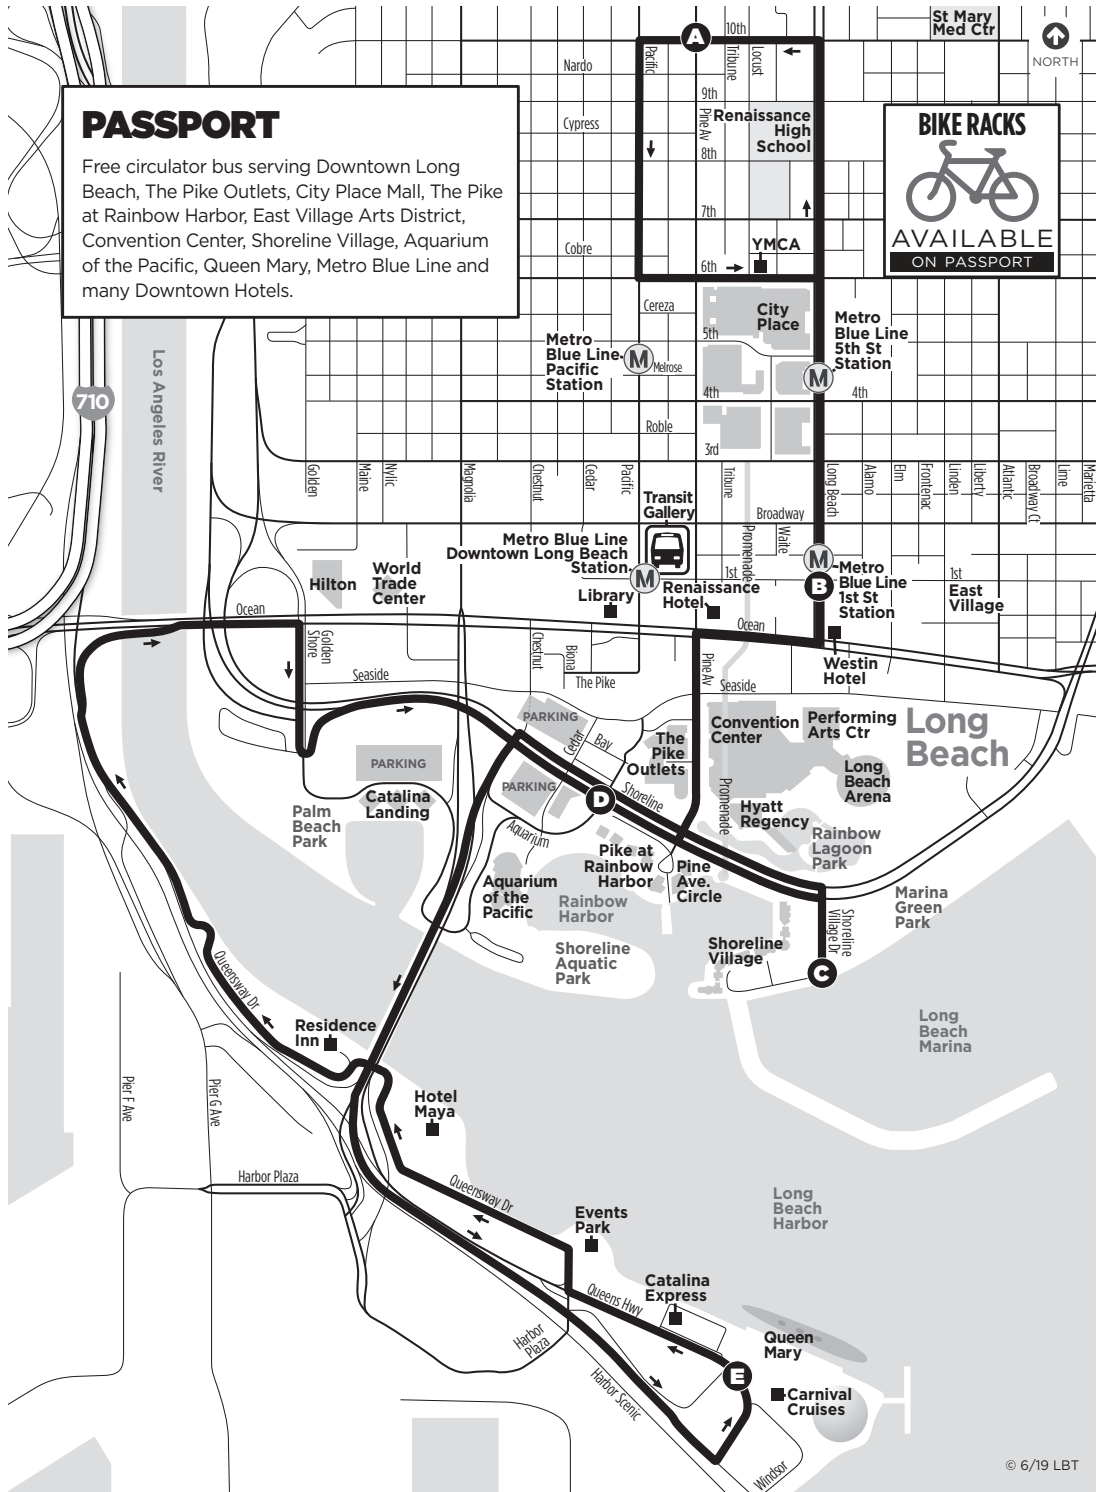 St Mary
Med Ctr
NORTH
10th
A
Pacific
Tribune
Locust
Nardo
9th
Pine Av
Renaissance
High
School
Cypress
8th
7th
Cobre
YMCA
6th
PASSPORT
Free circulator bus serving Downtown Long
Beach, The Pike Outlets, City Place Mall, The Pike
at Rainbow Harbor, East Village Arts District,
Convention Center, Shoreline Village, Aquarium
of the Pacific, Queen Mary, Metro Blue Line and
many Downtown Hotels.
BIKE RACKS
AVAILABLE
ON PASSPORT
Cereza
City
Place
5th
Metro
Blue Line
5th St
Station
M
Metro
Blue Line
Pacific
Station
M
Melrose
4th
4th
Roble
3rd
710
Los Angeles River
Golden
Maine
Nylic
Magnolia
Chestnut
Cedar
Pacific
Tribune
Long Beach
Alamo
Elm
Frontenac
Linden
Liberty
Atlantic
Broadway Ct
Lime
Marietta
Transit
Gallery
Broadway
Promenade
Waite
Metro Blue Line
Downtown Long Beach
Station
M
1st
M
B
Metro
Blue Line
1st St
Station
1st
East
Village
Hilton
World
Trade
Center
Library
Renaissance
Hotel
Ocean
Ocean
Golden
Shore
Chestnut
Biona
The Pike
Seaside
Pine Av
Seaside
Westin
Hotel
PARKING
Cedar
Bay
The
Pike
Outlets
Convention
Center
Performing
Arts Ctr
Long
Beach
Long
Beach
Arena
PARKING
PARKING
D
Shoreline
Promenade
Hyatt
Regency
Catalina
Landing
Palm
Beach
Park
Aquarium
Rainbow
Lagoon
Park
Pike at
Rainbow
Harbor
Pine
Ave.
Circle
Aquarium
of the
Pacific
Rainbow
Harbor
Marina
Green
Park
Shoreline
Village Dr
Shoreline
Village
C
Shoreline
Aquatic
Park
Queensway Dr
Residence
Inn
Long
Beach
Marina
Pier F Ave
Pier G Ave
Hotel
Maya
Harbor Plaza
Queensway Dr
Events
Park
Long
Beach
Harbor
Catalina
Express
Queens Hwy
Harbor
Plaza
Queen
Mary
E
Harbor Scenic
Carnival
Cruises
Windsor
© 6/19 LBT